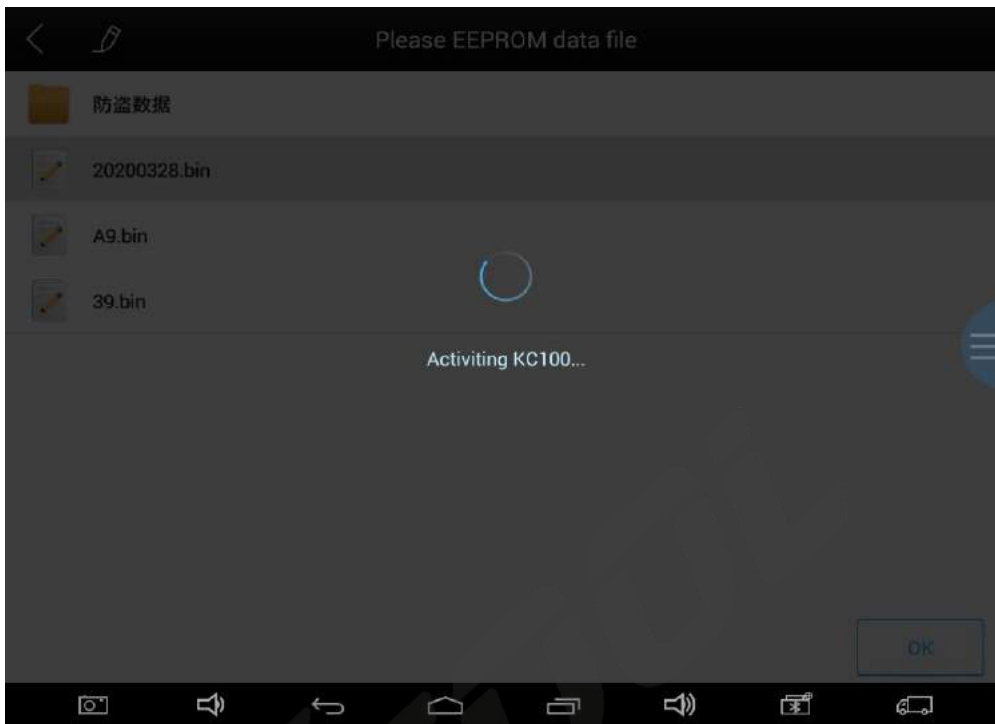 Please EEPROM data file
防盗数据
20200328.bin
A9.bin
39.bin
Activiting KC100...
OK